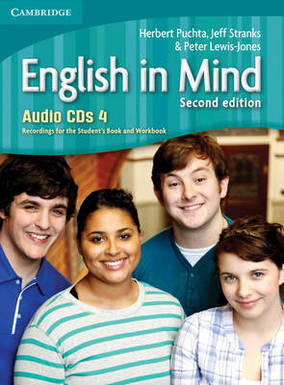 CAMBRIDGE
Herbert Puchta, Jeff Stranks
& Peter Lewis-Jones
English in Mind
Second edition
Audio CDs 4
Recordings for the Student's Book and Workbook